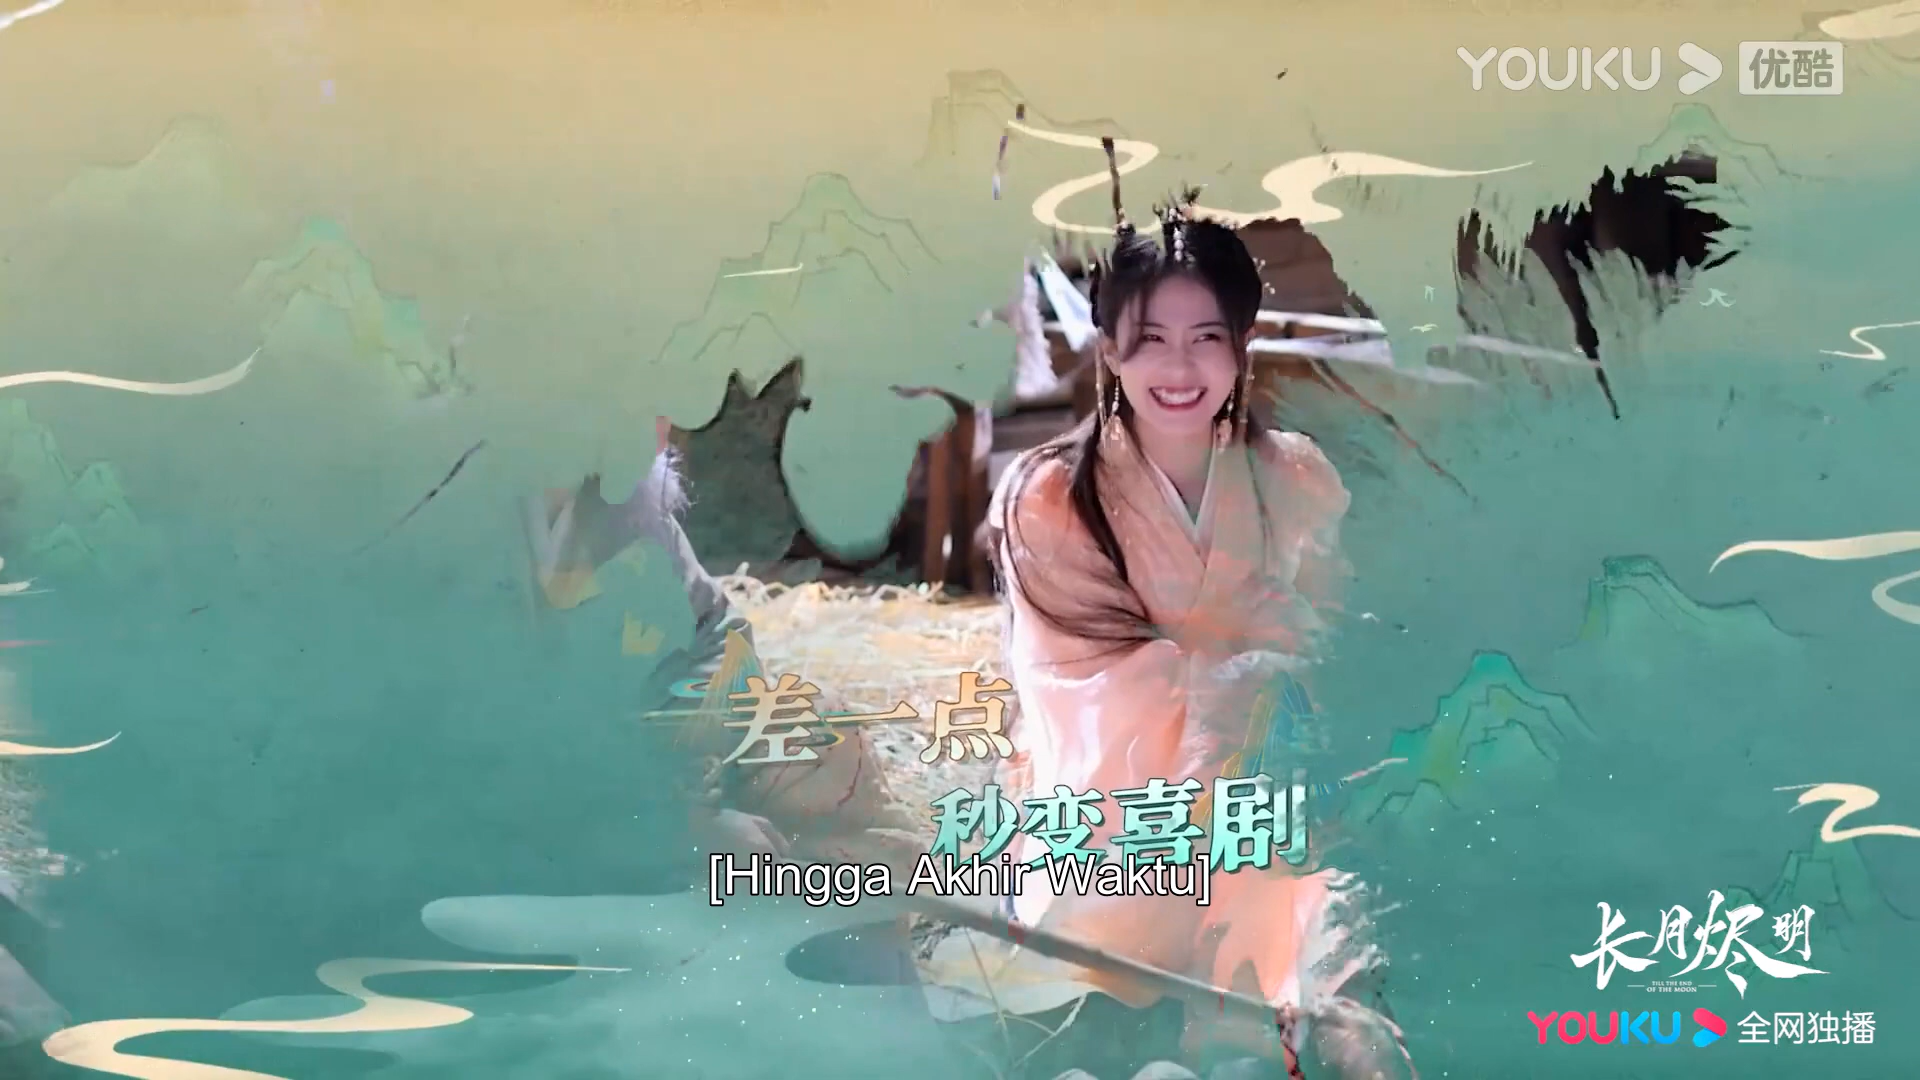 YOUKU 优酷
差一点
秒变喜剧
[Hingga Akhir Waktu]
长月烬明
TILL THE END
OF THE MOON
YOUKU 全网独播